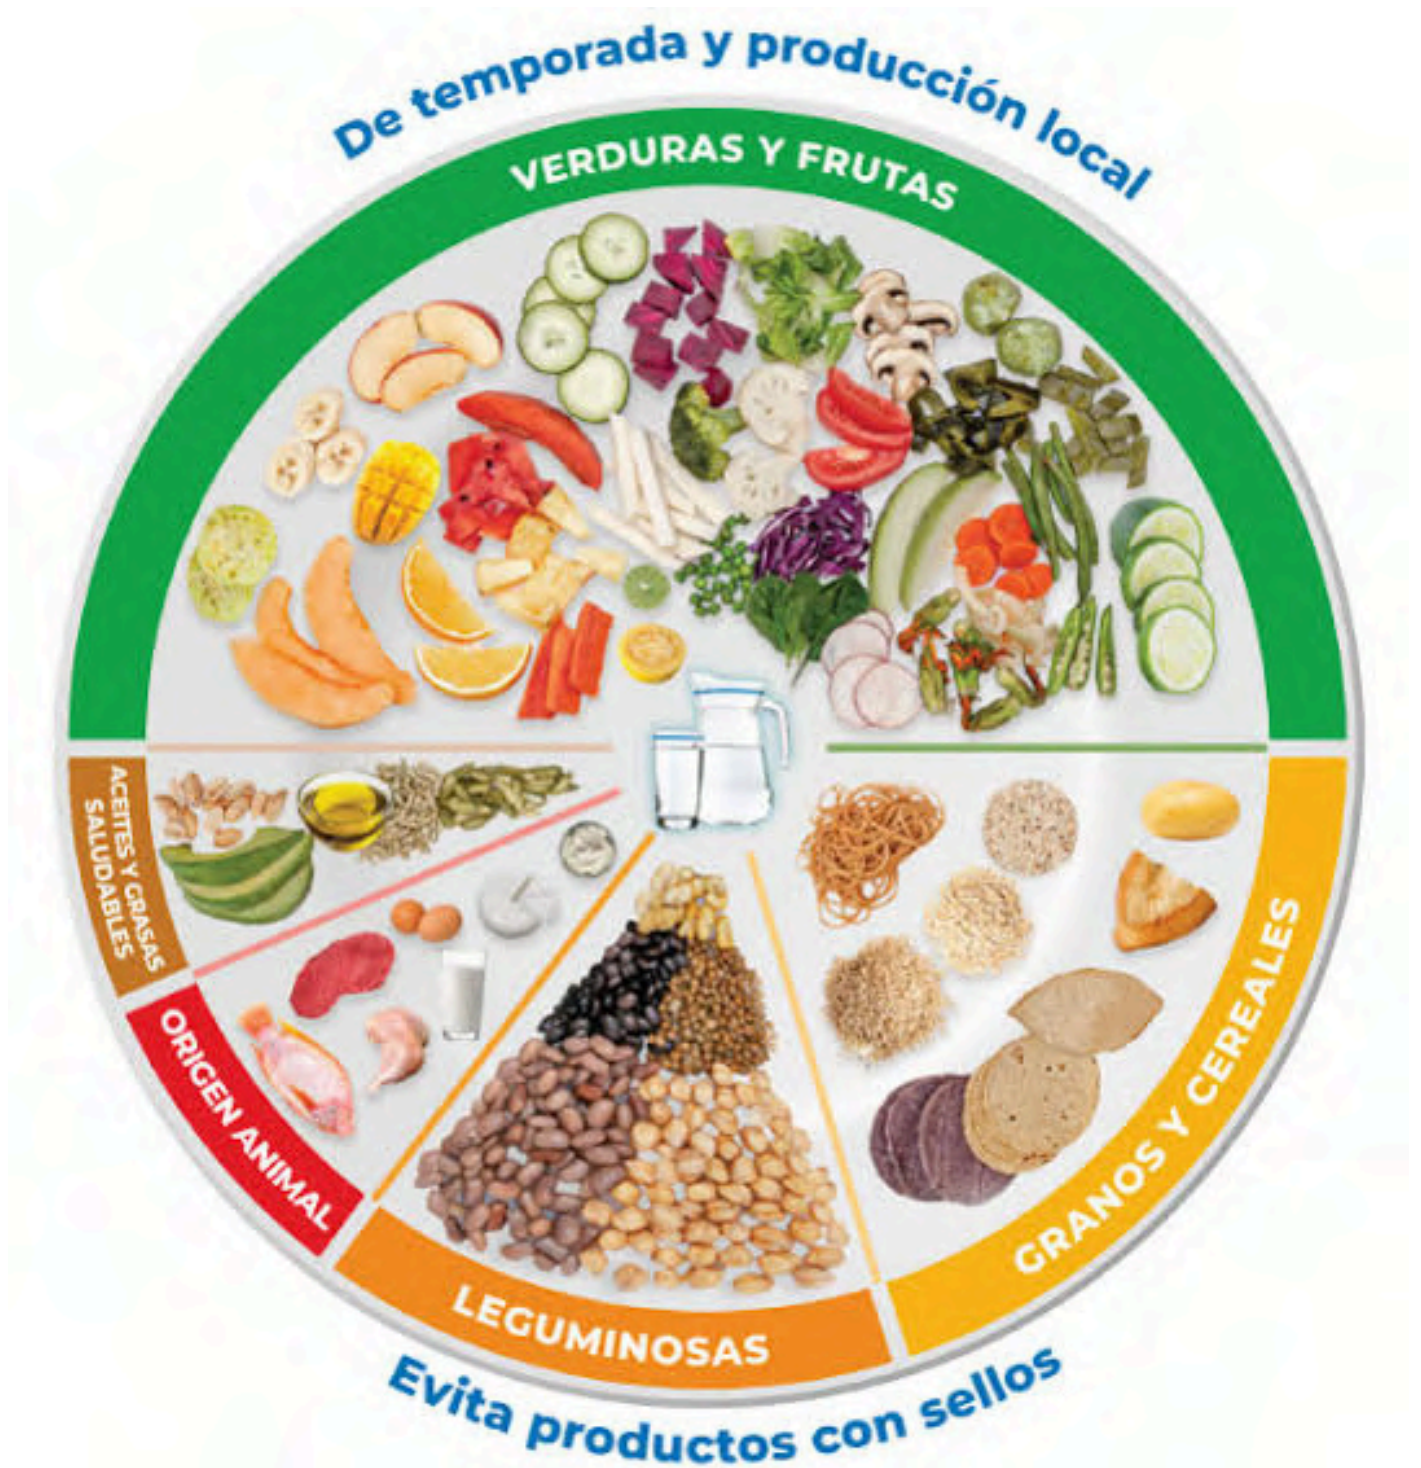 De temporada y producción local
VERDURAS Y FRUTAS
ACEITES Y GRASAS
SALUDABLES
ORIGEN ANIMAL
LEGUMINOSAS
GRANOS Y CEREALES
Evita productos con sellos